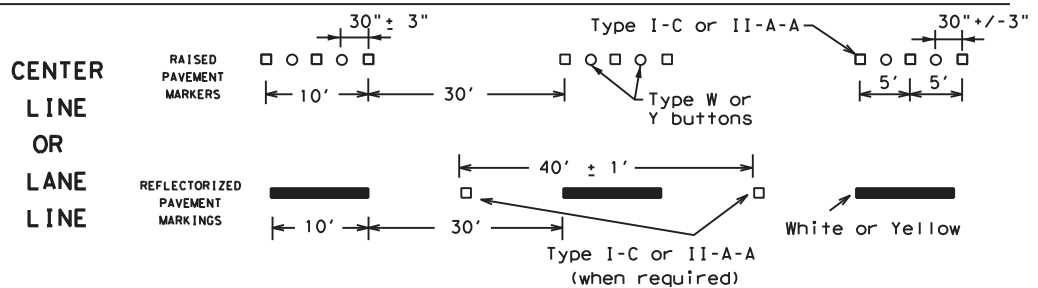 CENTER
LINE
OR
LANE
LINE
RAISED
PAVEMENT
MARKERS
30"± 3"
10'
30'
Type I-C or II-A-A
Type W or
Y buttons
30"+/-3"
5'
5'
REFLECTORIZED
PAVEMENT
MARKINGS
10'
30'
40' ± 1'
Type I-C or II-A-A
(when required)
White or Yellow